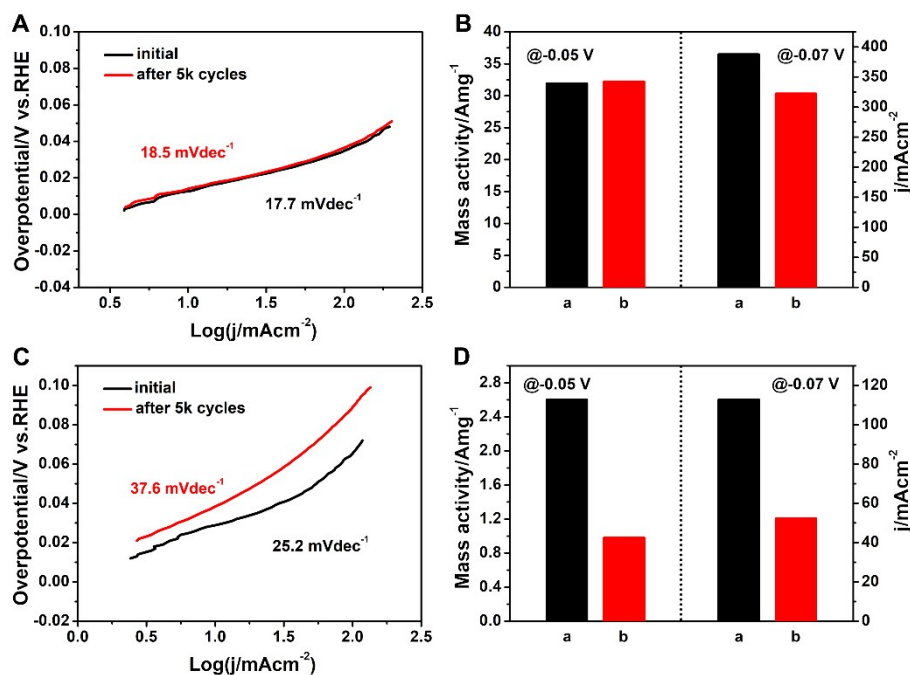 A
initial
after 5k cycles
18.5 mVdec⁻¹
17.7 mVdec⁻¹
Overpotential/V vs.RHE
0.10
0.08
0.06
0.04
0.02
0.00
-0.02
-0.04
0.5
1.0
1.5
2.0
2.5
Log(j/mAcm⁻²)
B
@-0.05 V
@-0.07 V
Mass activity/Amg⁻¹
40
35
30
25
20
15
10
5
0
j/mAcm⁻²
400
350
300
250
200
150
100
50
0
a
b
a
b
C
initial
after 5k cycles
37.6 mVdec⁻¹
25.2 mVdec⁻¹
Overpotential/V vs.RHE
0.10
0.08
0.06
0.04
0.02
0.00
-0.02
0.0
0.5
1.0
1.5
2.0
2.5
Log(j/mAcm⁻²)
D
@-0.05 V
@-0.07 V
Mass activity/Amg⁻¹
2.8
2.4
2.0
1.6
1.2
0.8
0.4
0.0
j/mAcm⁻²
120
100
80
60
40
20
0
a
b
a
b